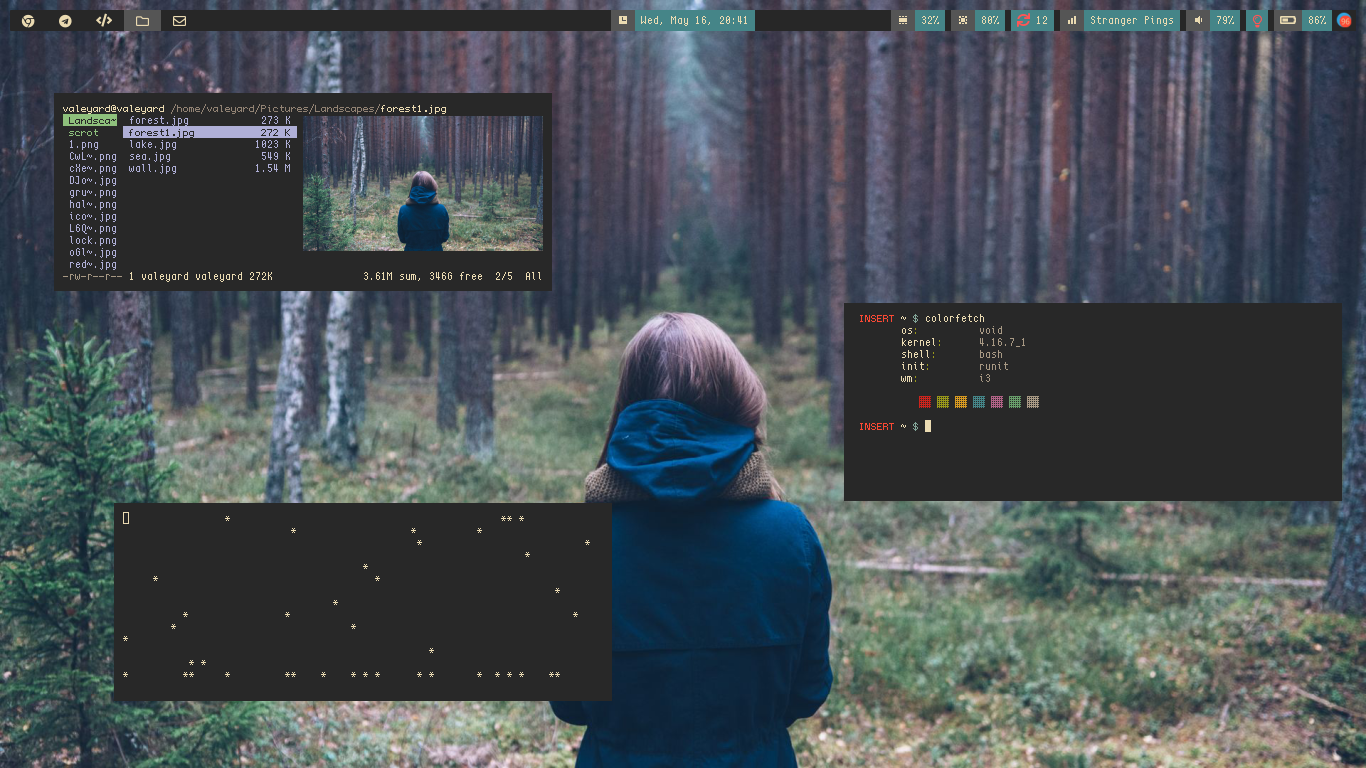 Wed, May 16, 20:41
32% 80% 12 Stranger Pings 79% 86%
valeyard@valeyard /home/valeyard/Pictures/Landscapes/forest1.jpg
Landsca~ forest.jpg 273 K
scrot forest1.jpg 272 K
1.png lake.jpg 1023 K
CwL~.png sea.jpg 549 K
cXe~.png wall.jpg 1.54 M
DJo~.jpg
gru~.png
hal~.png
ico~.jpg
L6Q~.png
lock.png
o6l~.jpg
red~.jpg
-rw-r--r-- 1 valeyard valeyard 272K 3.61M sum, 346G free 2/5 All
INSERT ~ $ colorfetch
os: void
kernel: 4.16.7_1
shell: bash
init: runit
wm: i3
INSERT ~ $